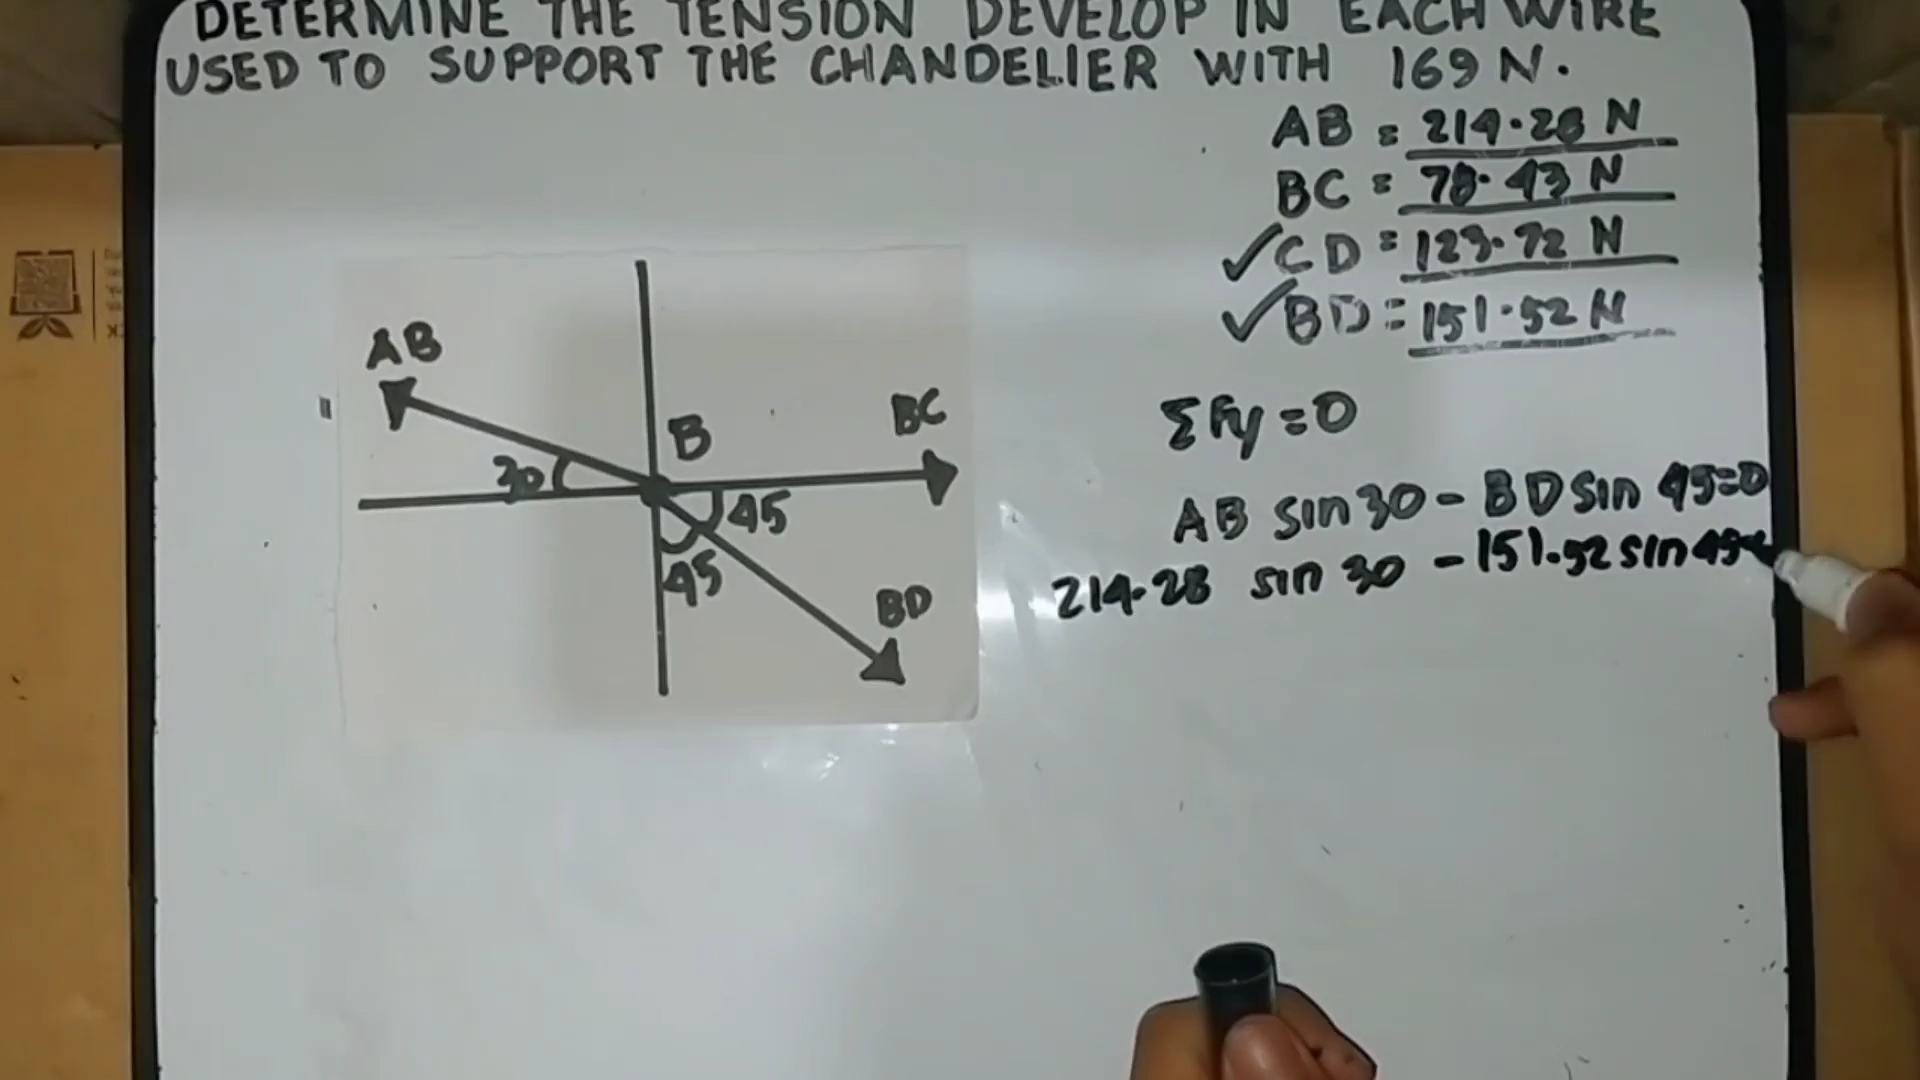 DETERMINE THE TENSION DEVELOP IN EACH WIRE
USED TO SUPPORT THE CHANDELIER WITH 169 N.
AB = 214.28 N
BC = 78.43 N
✓CD = 123.72 N
✓BD = 151.52 N
AB
BC
B
30
45
45
BD
ΣFy = 0
AB sin 30 - BD sin 45 = 0
214.28 sin 30 - 151.52 sin 45